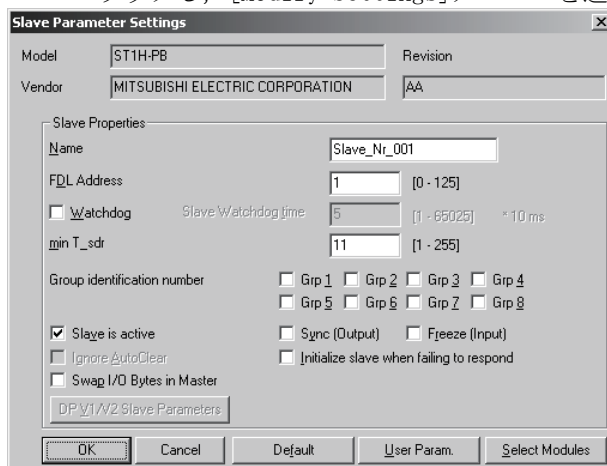 Slave Parameter Settings
Model ST1H-PB Revision
Vendor MITSUBISHI ELECTRIC CORPORATION AA
Slave Properties
Name Slave_Nr_001
FDL Address 1 [0 - 125]
Watchdog Slave Watchdog time 5 [1 - 65025] * 10 ms
min T_sdr 11 [1 - 255]
Group identification number Grp 1 Grp 2 Grp 3 Grp 4
Grp 5 Grp 6 Grp 7 Grp 8
Slave is active Sync (Output) Freeze (Input)
Ignore AutoClear Initialize slave when failing to respond
Swap I/O Bytes in Master
DP V1/V2 Slave Parameters
OK Cancel Default User Param. Select Modules